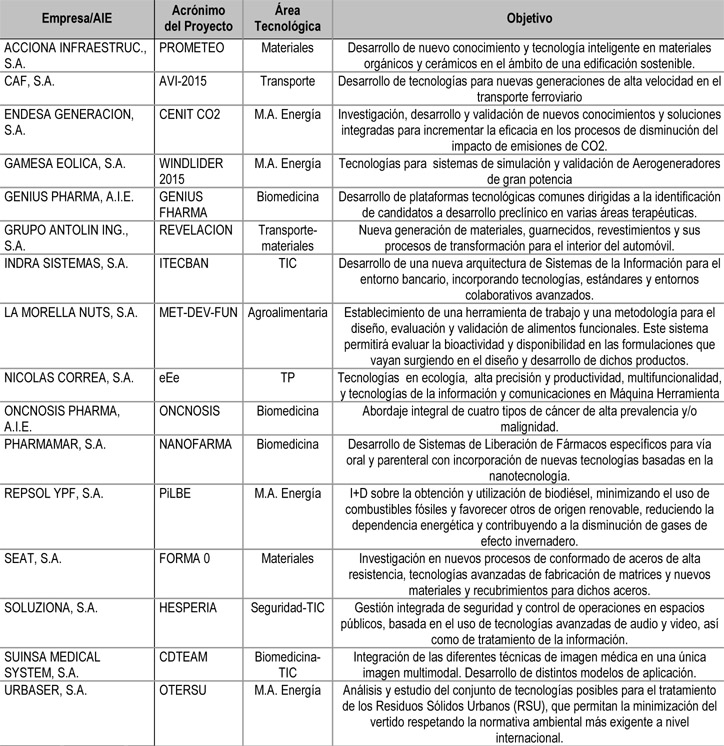 Empresa/AIE
Acrónimo
del Proyecto
Área
Tecnológica
Objetivo
ACCIONA INFRAESTRUC.,
S.A.
PROMETEO
Materiales
Desarrollo de nuevo conocimiento y tecnología inteligente en materiales
orgánicos y cerámicos en el ámbito de una edificación sostenible.
CAF, S.A.
AVI-2015
Transporte
Desarrollo de tecnologías para nuevas generaciones de alta velocidad en el
transporte ferroviario
ENDESA GENERACION,
S.A.
CENIT CO2
M.A. Energía
Investigación, desarrollo y validación de nuevos conocimientos y soluciones
integradas para incrementar la eficacia en los procesos de disminución del
impacto de emisiones de CO2.
GAMESA EOLICA, S.A.
WINDLIDER
2015
M.A. Energía
Tecnologías para sistemas de simulación y validación de Aerogeneradores
de gran potencia
GENIUS PHARMA, A.I.E.
GENIUS
FHARMA
Biomedicina
Desarrollo de plataformas tecnológicas comunes dirigidas a la identificación
de candidatos a desarrollo preclínico en varias áreas terapéuticas.
GRUPO ANTOLIN ING.,
S.A.
REVELACION
Transporte-
materiales
Nueva generación de materiales, guarnecidos, revestimientos y sus
procesos de transformación para el interior del automóvil.
INDRA SISTEMAS, S.A.
ITECBAN
TIC
Desarrollo de una nueva arquitectura de Sistemas de la Información para el
entorno bancario, incorporando tecnologías, estándares y entornos
colaborativos avanzados.
LA MORELLA NUTS, S.A.
MET-DEV-FUN
Agroalimentaria
Establecimiento de una herramienta de trabajo y una metodología para el
diseño, evaluación y validación de alimentos funcionales. Este sistema
permitirá evaluar la bioactividad y disponibilidad en las formulaciones que
vayan surgiendo en el diseño y desarrollo de dichos productos.
NICOLAS CORREA, S.A.
eEe
TP
Tecnologías en ecología, alta precisión y productividad, multifuncionalidad,
y tecnologías de la información y comunicaciones en Máquina Herramienta
ONCNOSIS PHARMA,
A.I.E.
ONCNOSIS
Biomedicina
Abordaje integral de cuatro tipos de cáncer de alta prevalencia y/o
malignidad.
PHARMAMAR, S.A.
NANOFARMA
Biomedicina
Desarrollo de Sistemas de Liberación de Fármacos específicos para vía
oral y parenteral con incorporación de nuevas tecnologías basadas en la
nanotecnología.
REPSOL YPF, S.A.
PiLBE
M.A. Energía
I+D sobre la obtención y utilización de biodiésel, minimizando el uso de
combustibles fósiles y favorecer otros de origen renovable, reduciendo la
dependencia energética y contribuyendo a la disminución de gases de
efecto invernadero.
SEAT, S.A.
FORMA 0
Materiales
Investigación en nuevos procesos de conformado de aceros de alta
resistencia, tecnologías avanzadas de fabricación de matrices y nuevos
materiales y recubrimientos para dichos aceros.
SOLUZIONA, S.A.
HESPERIA
Seguridad-TIC
Gestión integrada de seguridad y control de operaciones en espacios
públicos, basada en el uso de tecnologías avanzadas de audio y video, así
como de tratamiento de la información.
SUINSA MEDICAL
SYSTEM, S.A.
CDTEAM
Biomedicina-
TIC
Integración de las diferentes técnicas de imagen médica en una única
imagen multimodal. Desarrollo de distintos modelos de aplicación.
URBASER, S.A.
OTERSU
M.A. Energía
Análisis y estudio del conjunto de tecnologías posibles para el tratamiento
de los Residuos Sólidos Urbanos (RSU), que permitan la minimización del
vertido respetando la normativa ambiental más exigente a nivel
internacional.